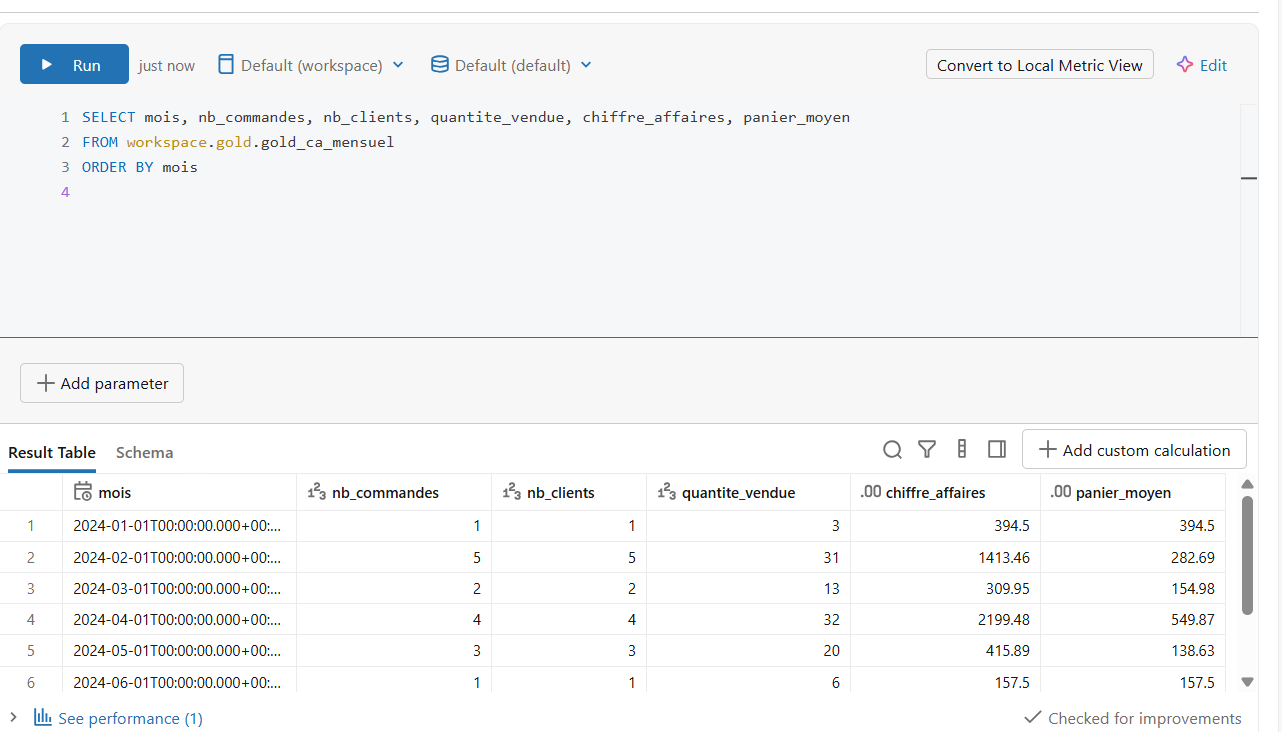 Run just now Default (workspace) Default (default) Convert to Local Metric View Edit
1 SELECT mois, nb_commandes, nb_clients, quantite_vendue, chiffre_affaires, panier_moyen
2 FROM workspace.gold.gold_ca_mensuel
3 ORDER BY mois
4
Add parameter
Result Table Schema Add custom calculation
mois 123 nb_commandes 123 nb_clients 123 quantite_vendue .00 chiffre_affaires .00 panier_moyen
1 2024-01-01T00:00:00.000+00:... 1 1 3 394.5 394.5
2 2024-02-01T00:00:00.000+00:... 5 5 31 1413.46 282.69
3 2024-03-01T00:00:00.000+00:... 2 2 13 309.95 154.98
4 2024-04-01T00:00:00.000+00:... 4 4 32 2199.48 549.87
5 2024-05-01T00:00:00.000+00:... 3 3 20 415.89 138.63
6 2024-06-01T00:00:00.000+00:... 1 1 6 157.5 157.5
See performance (1) Checked for improvements